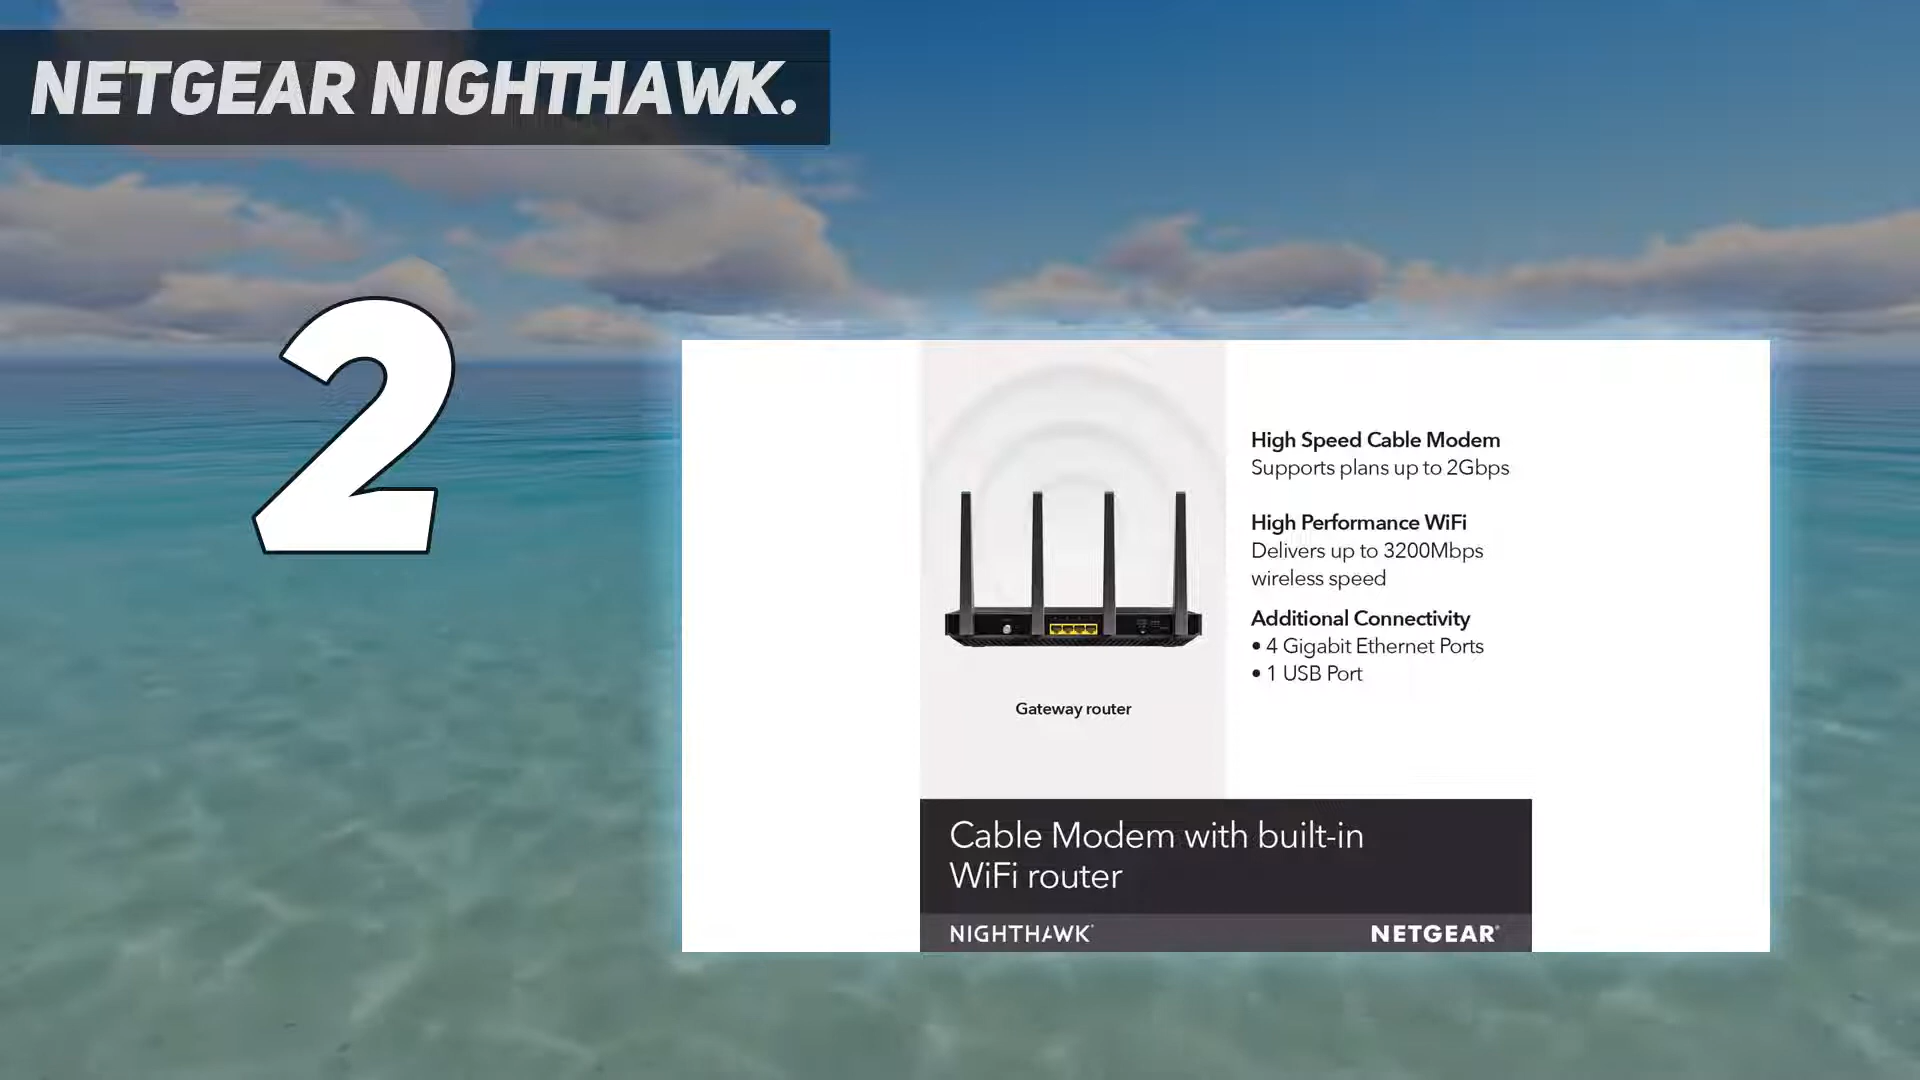 NETGEAR NIGHTHAWK.
2
High Speed Cable Modem
Supports plans up to 2Gbps
High Performance WiFi
Delivers up to 3200Mbps
wireless speed
Additional Connectivity
• 4 Gigabit Ethernet Ports
• 1 USB Port
Gateway router
Cable Modem with built-in
WiFi router
NIGHTHAWK
NETGEAR®